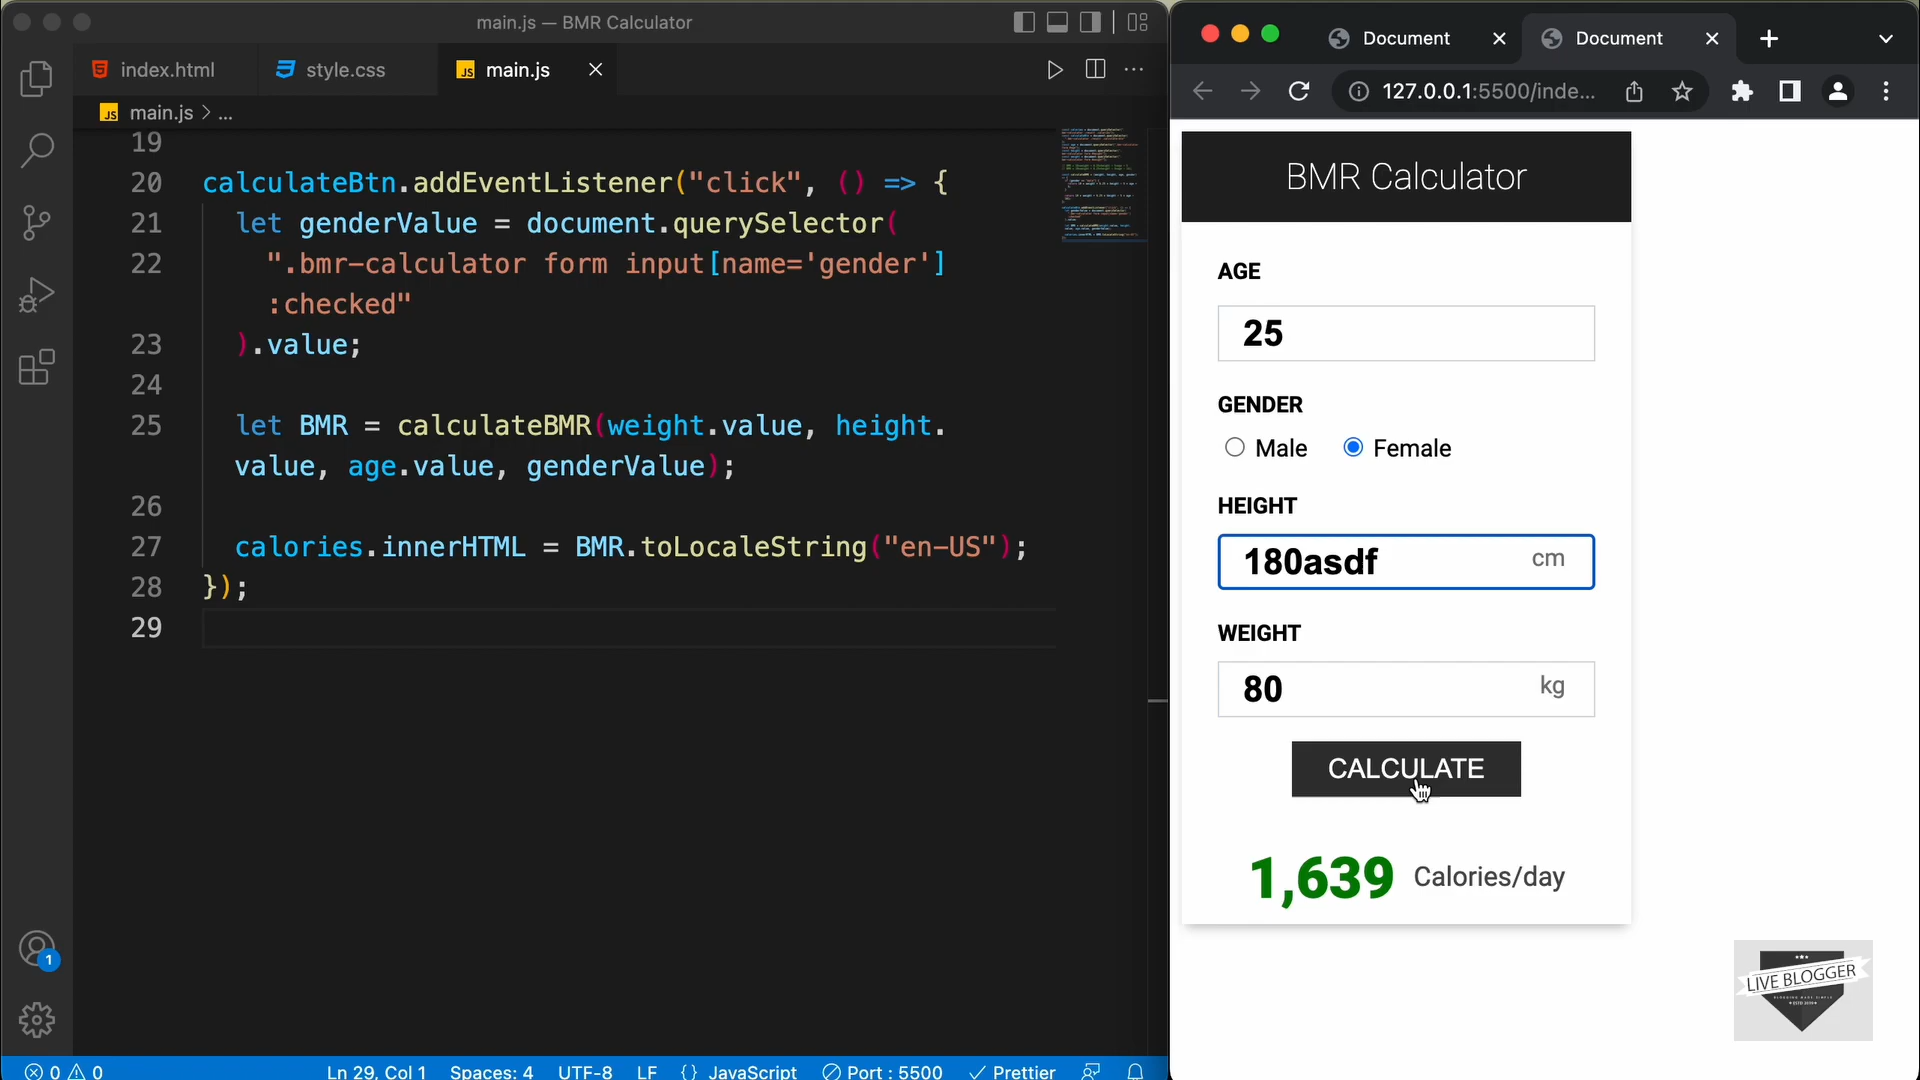 main.js — BMR Calculator
index.html
style.css
JS main.js
JS main.js > ...
19
20 calculateBtn.addEventListener("click", () => {
21 let genderValue = document.querySelector(
22 ".bmr-calculator form input[name='gender']
:checked"
23 ).value;
24
25 let BMR = calculateBMR(weight.value, height.
value, age.value, genderValue);
26
27 calories.innerHTML = BMR.toLocaleString("en-US");
28 });
29
1
0 0 Ln 29, Col 1 Spaces: 4 UTF-8 LF {} JavaScript Port : 5500 Prettier
Document
Document
127.0.0.1:5500/inde...
BMR Calculator
AGE
25
GENDER
Male Female
HEIGHT
180asdf cm
WEIGHT
80 kg
CALCULATE
1,639 Calories/day
LIVE BLOGGER